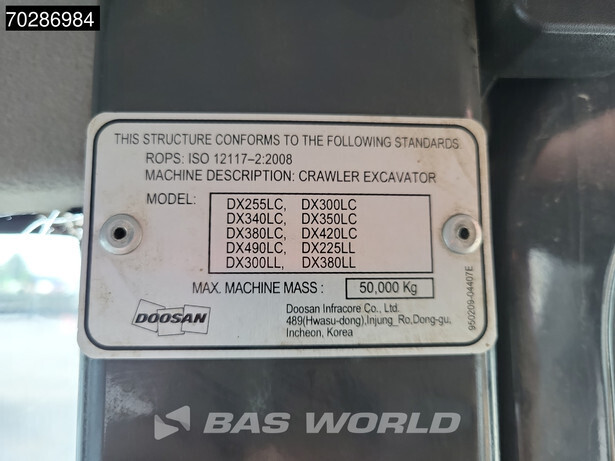 70286984
THIS STRUCTURE CONFORMS TO THE FOLLOWING STANDARDS.
ROPS: ISO 12117-2:2008
MACHINE DESCRIPTION: CRAWLER EXCAVATOR
MODEL:
DX255LC, DX300LC
DX340LC, DX350LC
DX380LC, DX420LC
DX490LC, DX225LL
DX300LL, DX380LL
MAX. MACHINE MASS : 50,000 Kg
DOOSAN
Doosan Infracore Co., Ltd.
489(Hwasu-dong),Injung_Ro,Dong-gu,
Incheon, Korea
950209-04407E
BAS WORLD